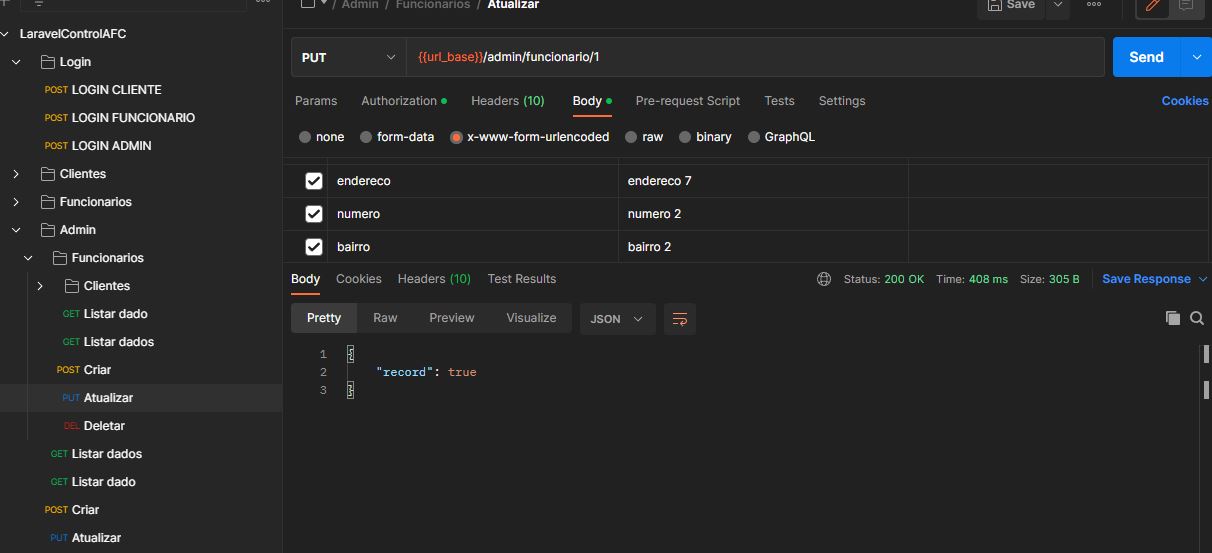 / Admin / Funcionarios / Atualizar
Save
LaravelControlAFC
Login
POST LOGIN CLIENTE
POST LOGIN FUNCIONARIO
POST LOGIN ADMIN
Clientes
Funcionarios
Admin
Funcionarios
Clientes
GET Listar dado
GET Listar dados
POST Criar
PUT Atualizar
DEL Deletar
GET Listar dados
GET Listar dado
POST Criar
PUT Atualizar
PUT {{url_base}}/admin/funcionario/1 Send
Params Authorization Headers (10) Body Pre-request Script Tests Settings Cookies
none form-data x-www-form-urlencoded raw binary GraphQL
endereco endereco 7
numero numero 2
bairro bairro 2
Body Cookies Headers (10) Test Results Status: 200 OK Time: 408 ms Size: 305 B Save Response
Pretty Raw Preview Visualize JSON
1 {
2 "record": true
3 }